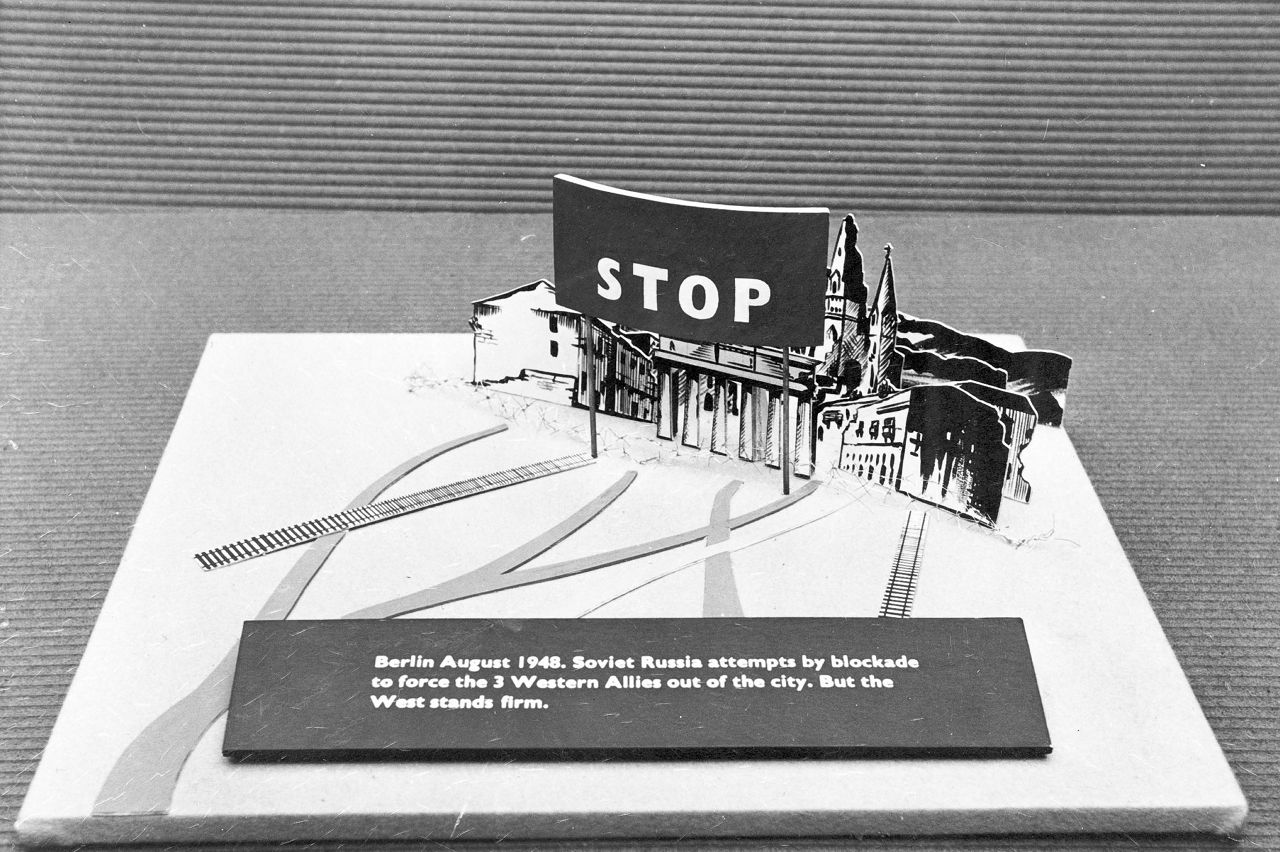 STOP
Berlin August 1948. Soviet Russia attempts by blockade
to force the 3 Western Allies out of the city. But the
West stands firm.